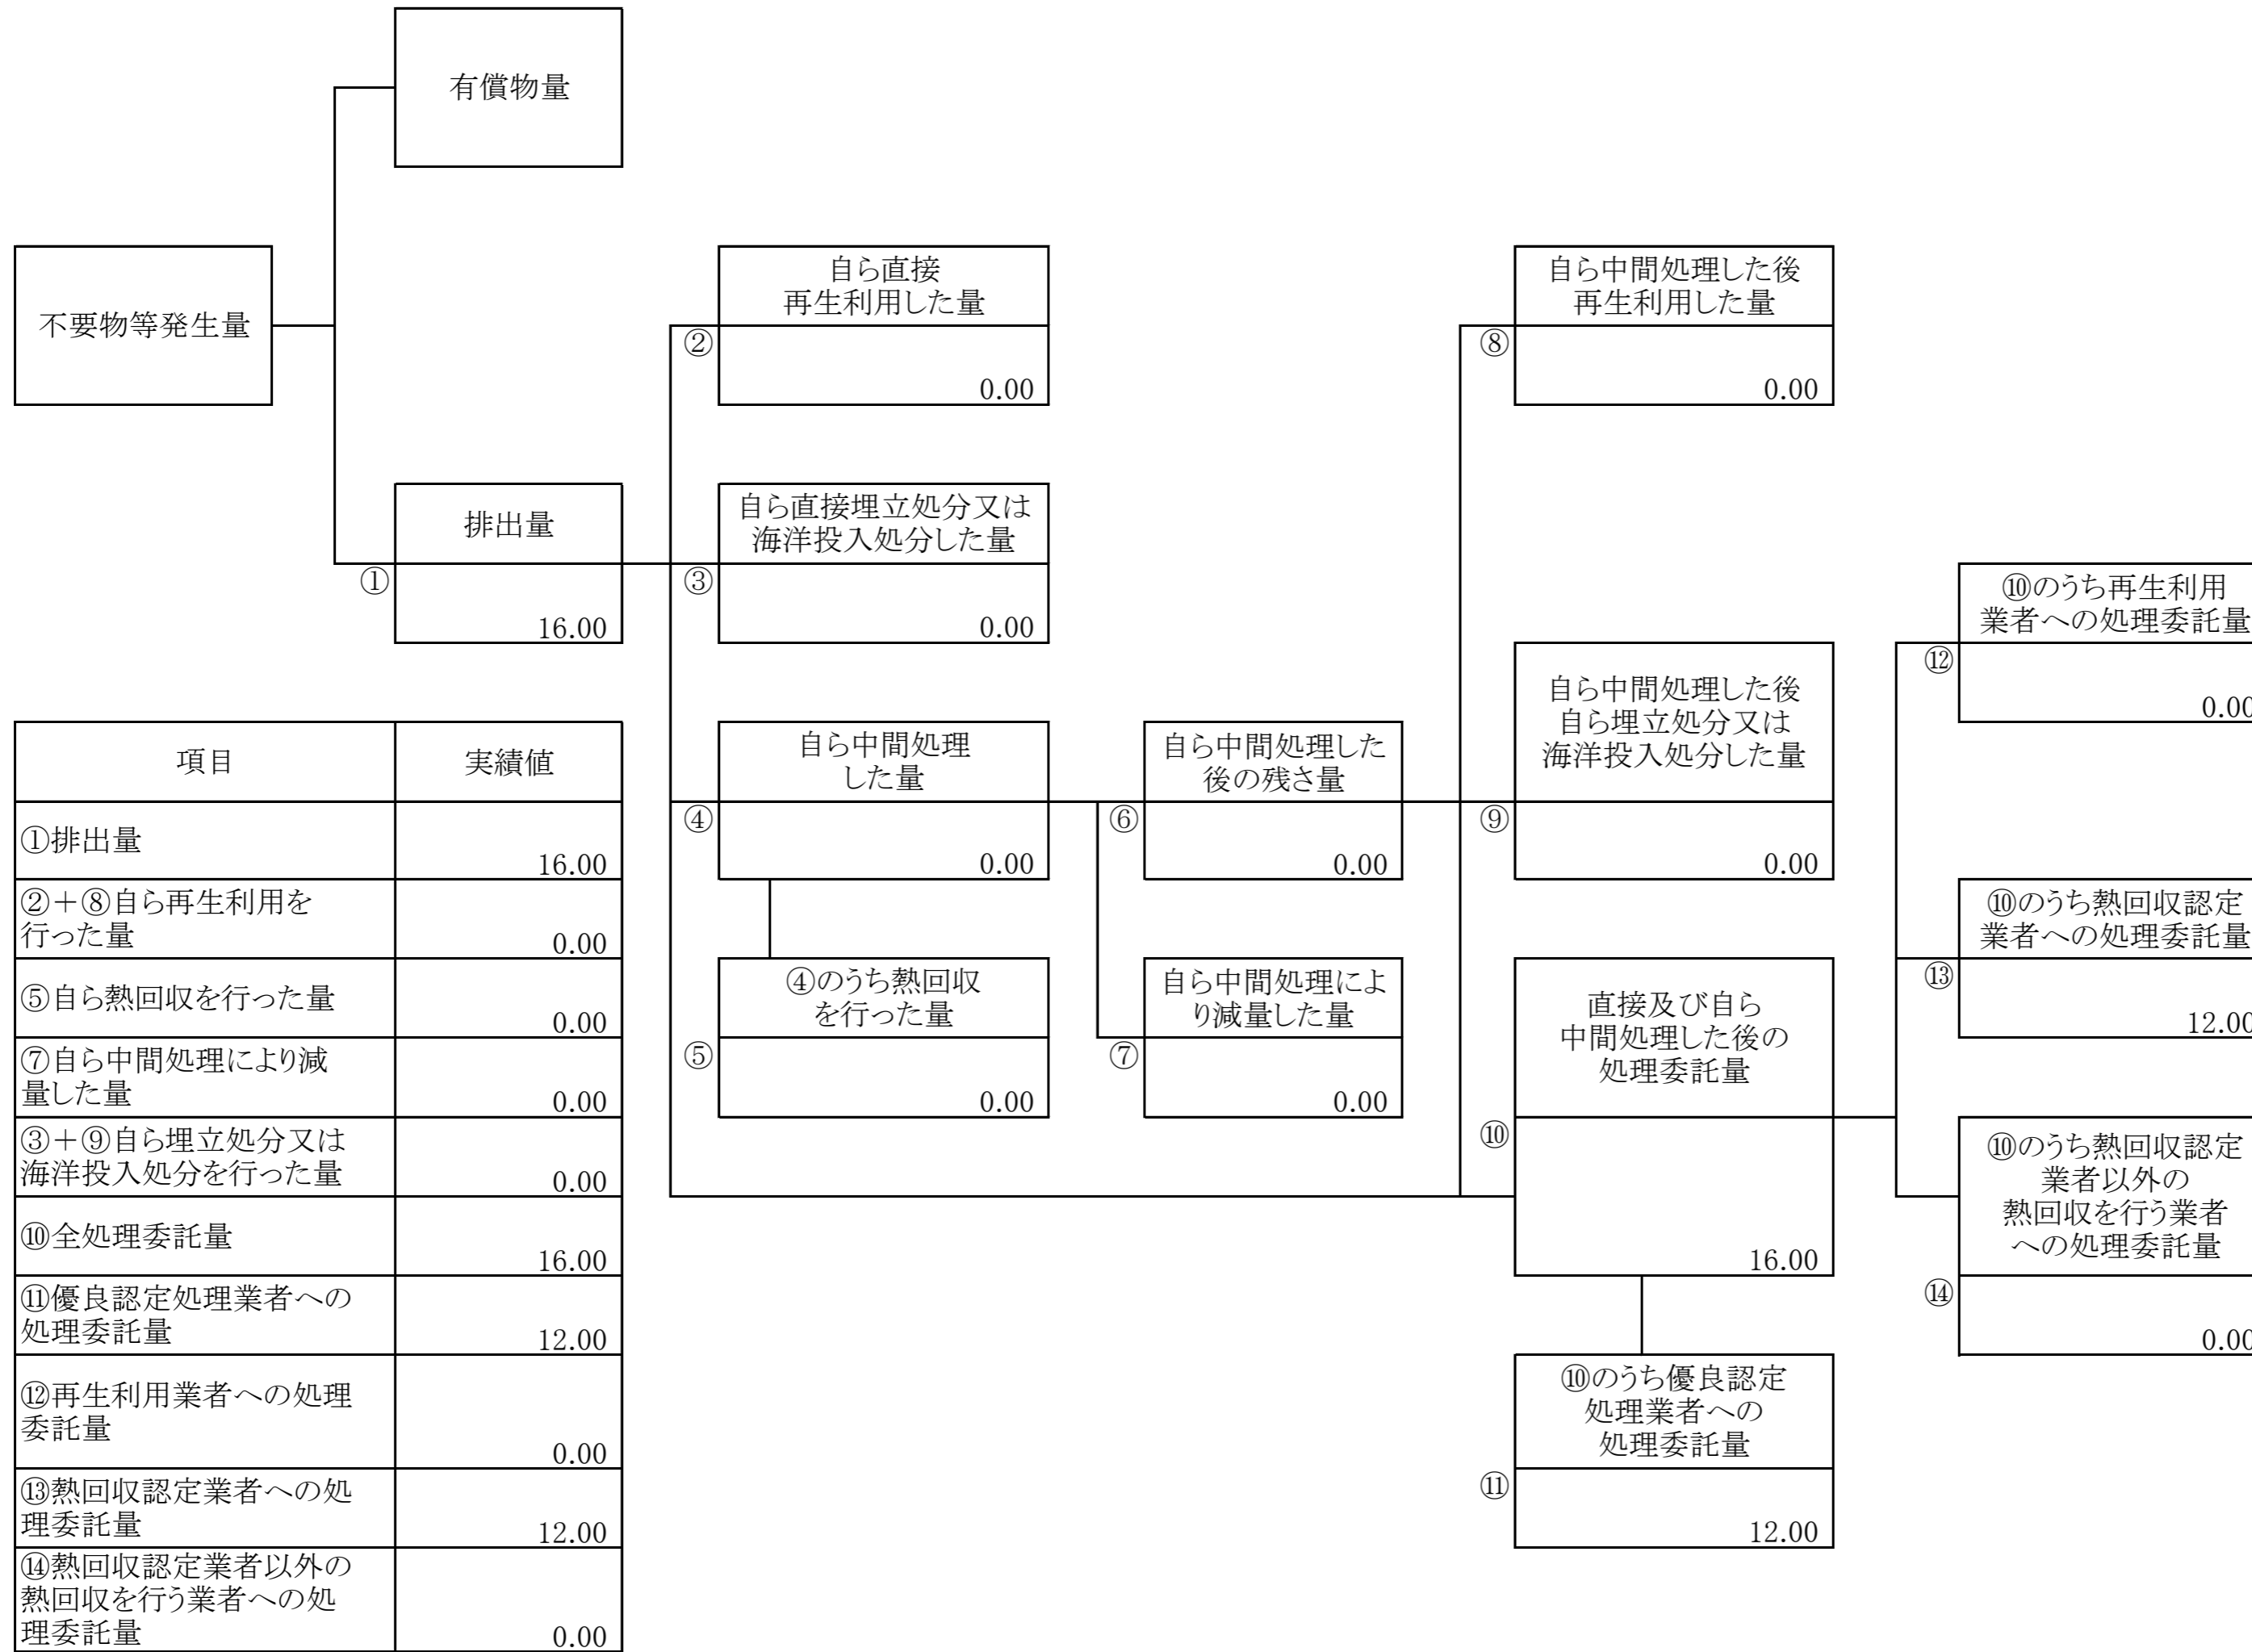 有償物量
不要物等発生量
自ら直接
再生利用した量
②
0.00
自ら中間処理した後
再生利用した量
⑧
0.00
排出量
①
16.00
自ら直接埋立処分又は
海洋投入処分した量
③
0.00
⑩のうち再生利用
業者への処理委託量
⑫
0.00
自ら中間処理
した量
④
0.00
自ら中間処理した
後の残さ量
⑥
0.00
自ら中間処理した後
自ら埋立処分又は
海洋投入処分した量
⑨
0.00
⑩のうち熱回収認定
業者への処理委託量
⑬
12.00
④のうち熱回収
を行った量
⑤
0.00
自ら中間処理によ
り減量した量
⑦
0.00
直接及び自ら
中間処理した後の
処理委託量
⑩
16.00
⑩のうち熱回収認定
業者以外の
熱回収を行う業者
への処理委託量
⑭
0.00
⑩のうち優良認定
処理業者への
処理委託量
⑪
12.00
項目 実績値
①排出量
16.00
②+⑧自ら再生利用を
行った量
0.00
⑤自ら熱回収を行った量
0.00
⑦自ら中間処理により減
量した量
0.00
③+⑨自ら埋立処分又は
海洋投入処分を行った量
0.00
⑩全処理委託量
16.00
⑪優良認定処理業者への
処理委託量
12.00
⑫再生利用業者への処理
委託量
0.00
⑬熱回収認定業者への処
理委託量
12.00
⑭熱回収認定業者以外の
熱回収を行う業者への処
理委託量
0.00